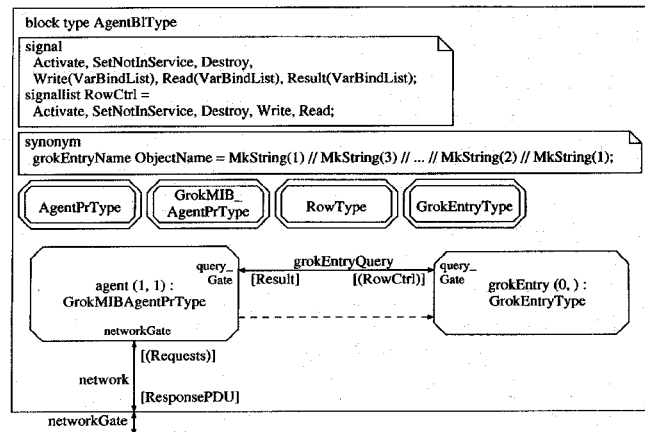 block type AgentBlType
signal
Activate, SetNotInService, Destroy,
Write(VarBindList), Read(VarBindList), Result(VarBindList);
signallist RowCtrl =
Activate, SetNotInService, Destroy, Write, Read;
synonym
grokEntryName ObjectName = MkString(1) // MkString(3) // ... // MkString(2) // MkString(1);
AgentPrType
GrokMIB_
AgentPrType
RowType
GrokEntryType
agent (1, 1) :
GrokMIBAgentPrType
query_
Gate
networkGate
grokEntryQuery
[Result]
[(RowCtrl)]
query_
Gate
grokEntry (0, ) :
GrokEntryType
[(Requests)]
network
[ResponsePDU]
networkGate